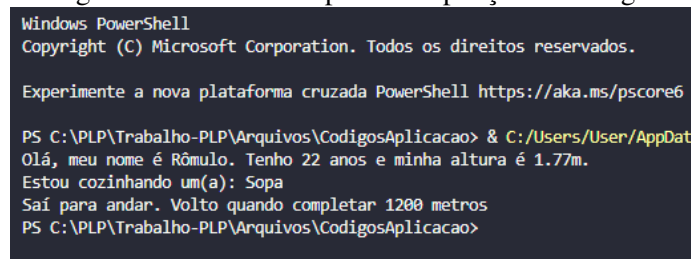 Windows PowerShell
Copyright (C) Microsoft Corporation. Todos os direitos reservados.
Experimente a nova plataforma cruzada PowerShell https://aka.ms/pscore6
PS C:\PLP\Trabalho-PLP\Arquivos\CodigosAplicacao> & C:/Users/User/AppDat
Olá, meu nome é Rômulo. Tenho 22 anos e minha altura é 1.77m.
Estou cozinhando um(a): Sopa
Saí para andar. Volto quando completar 1200 metros
PS C:\PLP\Trabalho-PLP\Arquivos\CodigosAplicacao>